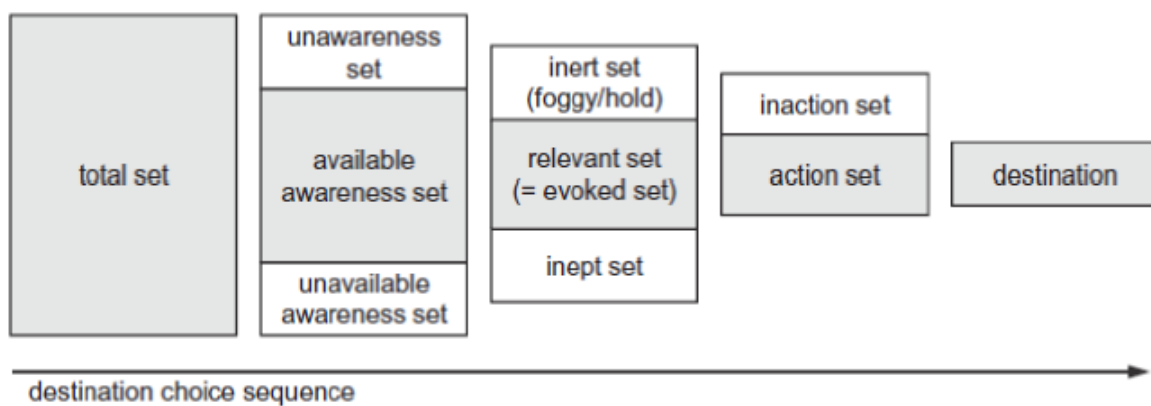 total set
unawareness
set
available
awareness set
unavailable
awareness set
inert set
(foggy/hold)
relevant set
(= evoked set)
inept set
inaction set
action set
destination
destination choice sequence